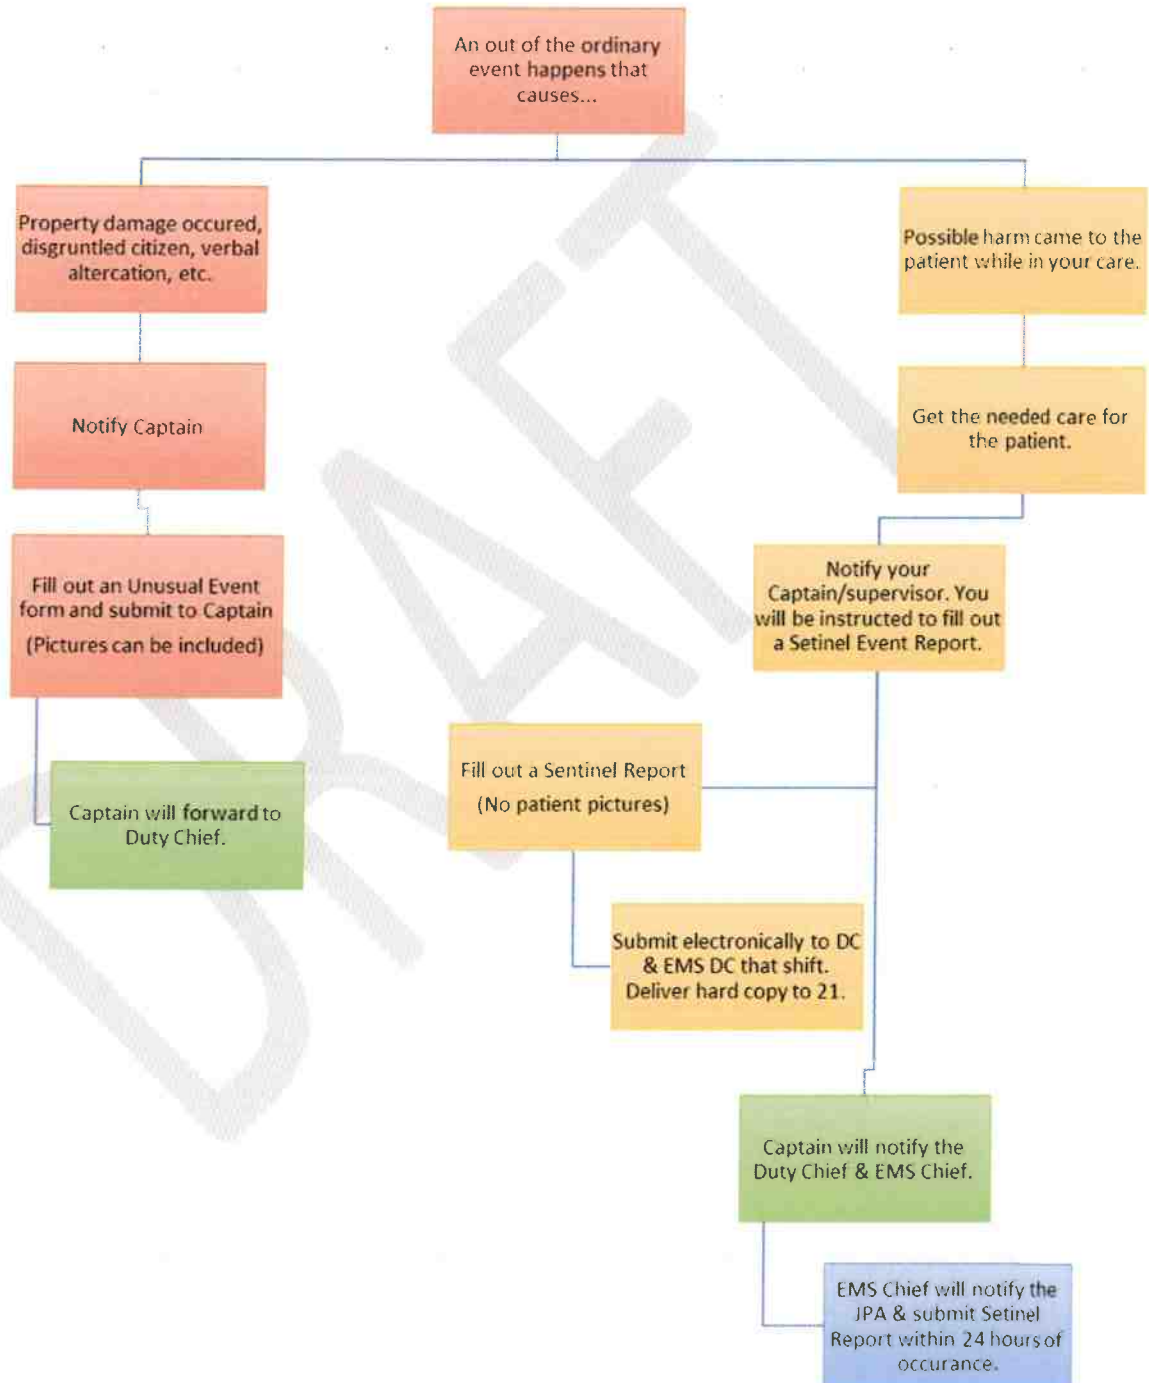 An out of the ordinary
event happens that
causes...
Property damage occured,
disgruntled citizen, verbal
altercation, etc.
Possible harm came to the
patient while in your care.
Notify Captain
Get the needed care for
the patient.
Fill out an Unusual Event
form and submit to Captain
(Pictures can be included)
Notify your
Captain/supervisor. You
will be instructed to fill out
a Setinel Event Report.
Captain will forward to
Duty Chief.
Fill out a Sentinel Report
(No patient pictures)
Submit electronically to DC
& EMS DC that shift.
Deliver hard copy to 21.
Captain will notify the
Duty Chief & EMS Chief.
EMS Chief will notify the
JPA & submit Setinel
Report within 24 hours of
occurance.
DRAFT